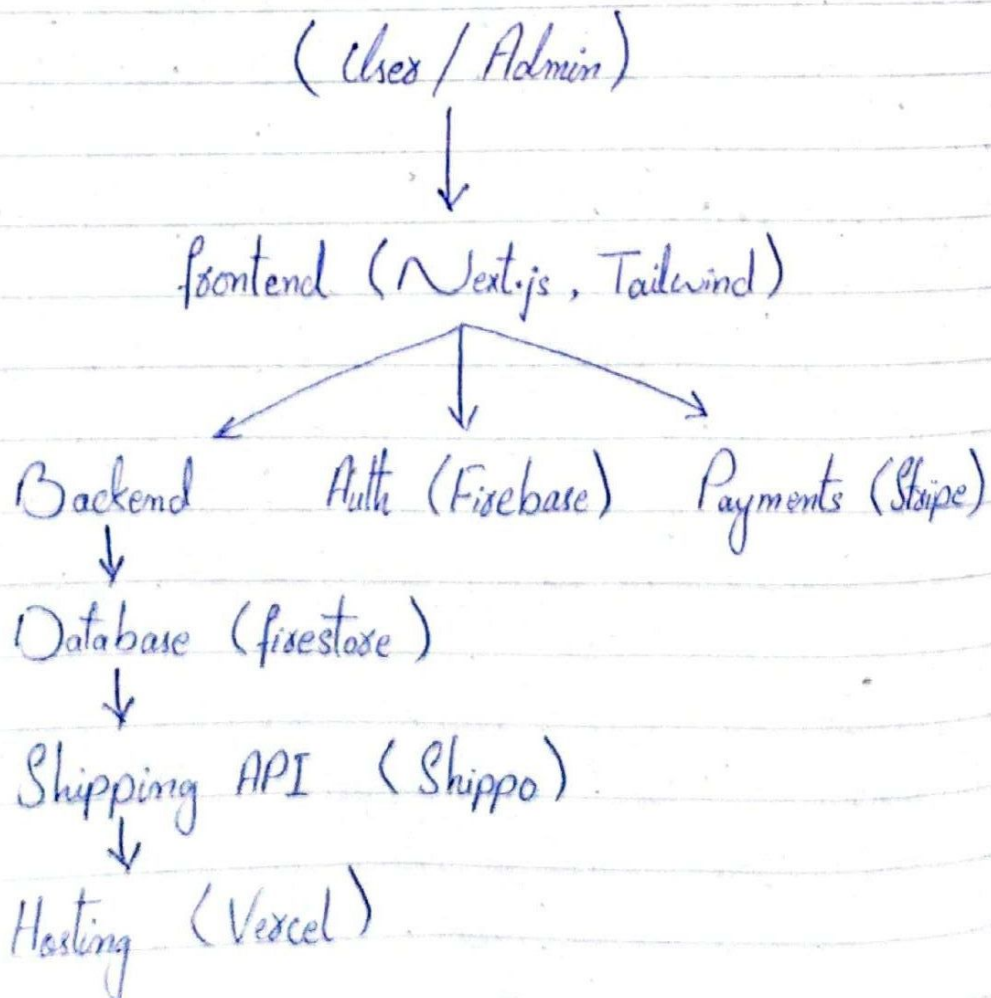 (User / Admin)
frontend (Next.js, Tailwind)
Backend Auth (Firebase) Payments (Stripe)
Database (firestore)
Shipping API (Shippo)
Hosting (Vercel)